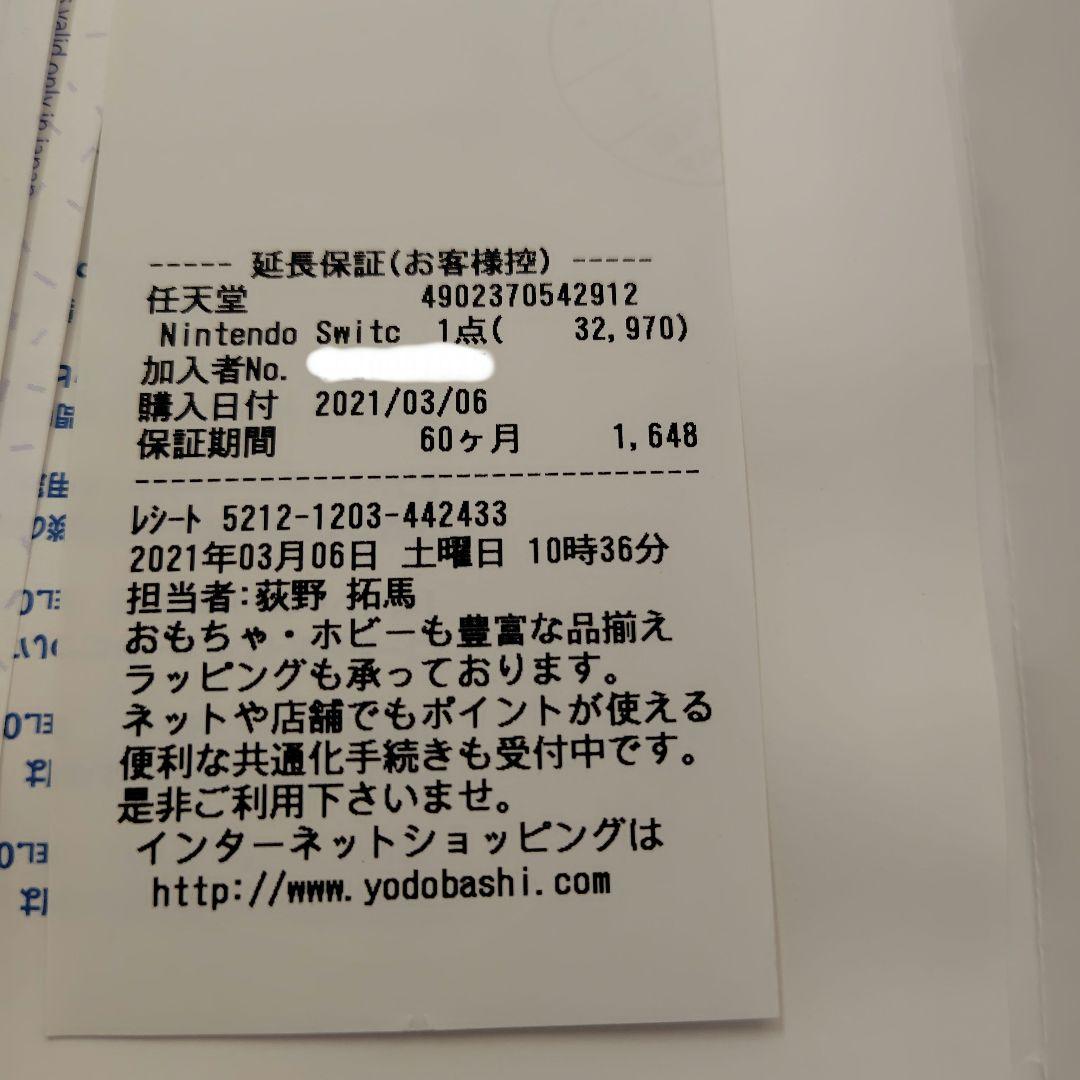 valid only in Japan
----- 延長保証(お客様控) -----
任天堂 4902370542912
Nintendo Switc 1点( 32,970)
加入者No.
購入日付 2021/03/06
保証期間 60ヶ月 1,648
--------------------------------
レシート 5212-1203-442433
2021年03月06日 土曜日 10時36分
担当者:荻野 拓馬
おもちゃ・ホビーも豊富な品揃え
ラッピングも承っております。
ネットや店舗でもポイントが使える
便利な共通化手続きも受付中です。
是非ご利用下さいませ。
インターネットショッピングは
http://www.yodobashi.com